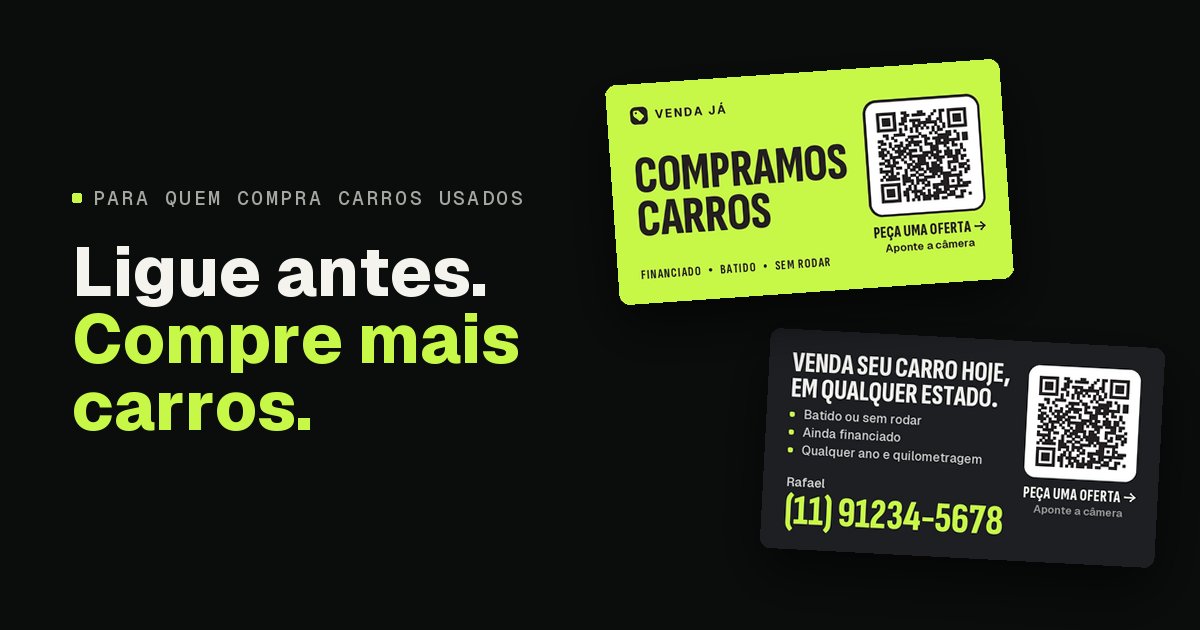 PARA QUEM COMPRA CARROS USADOS
Ligue antes.
Compre mais
carros.
VENDA JÁ
COMPRAMOS
CARROS
FINANCIADO • BATIDO • SEM RODAR
PEÇA UMA OFERTA →
Aponte a câmera
VENDA SEU CARRO HOJE,
EM QUALQUER ESTADO.
• Batido ou sem rodar
• Ainda financiado
• Qualquer ano e quilometragem
Rafael
(11) 91234-5678
PEÇA UMA OFERTA →
Aponte a câmera